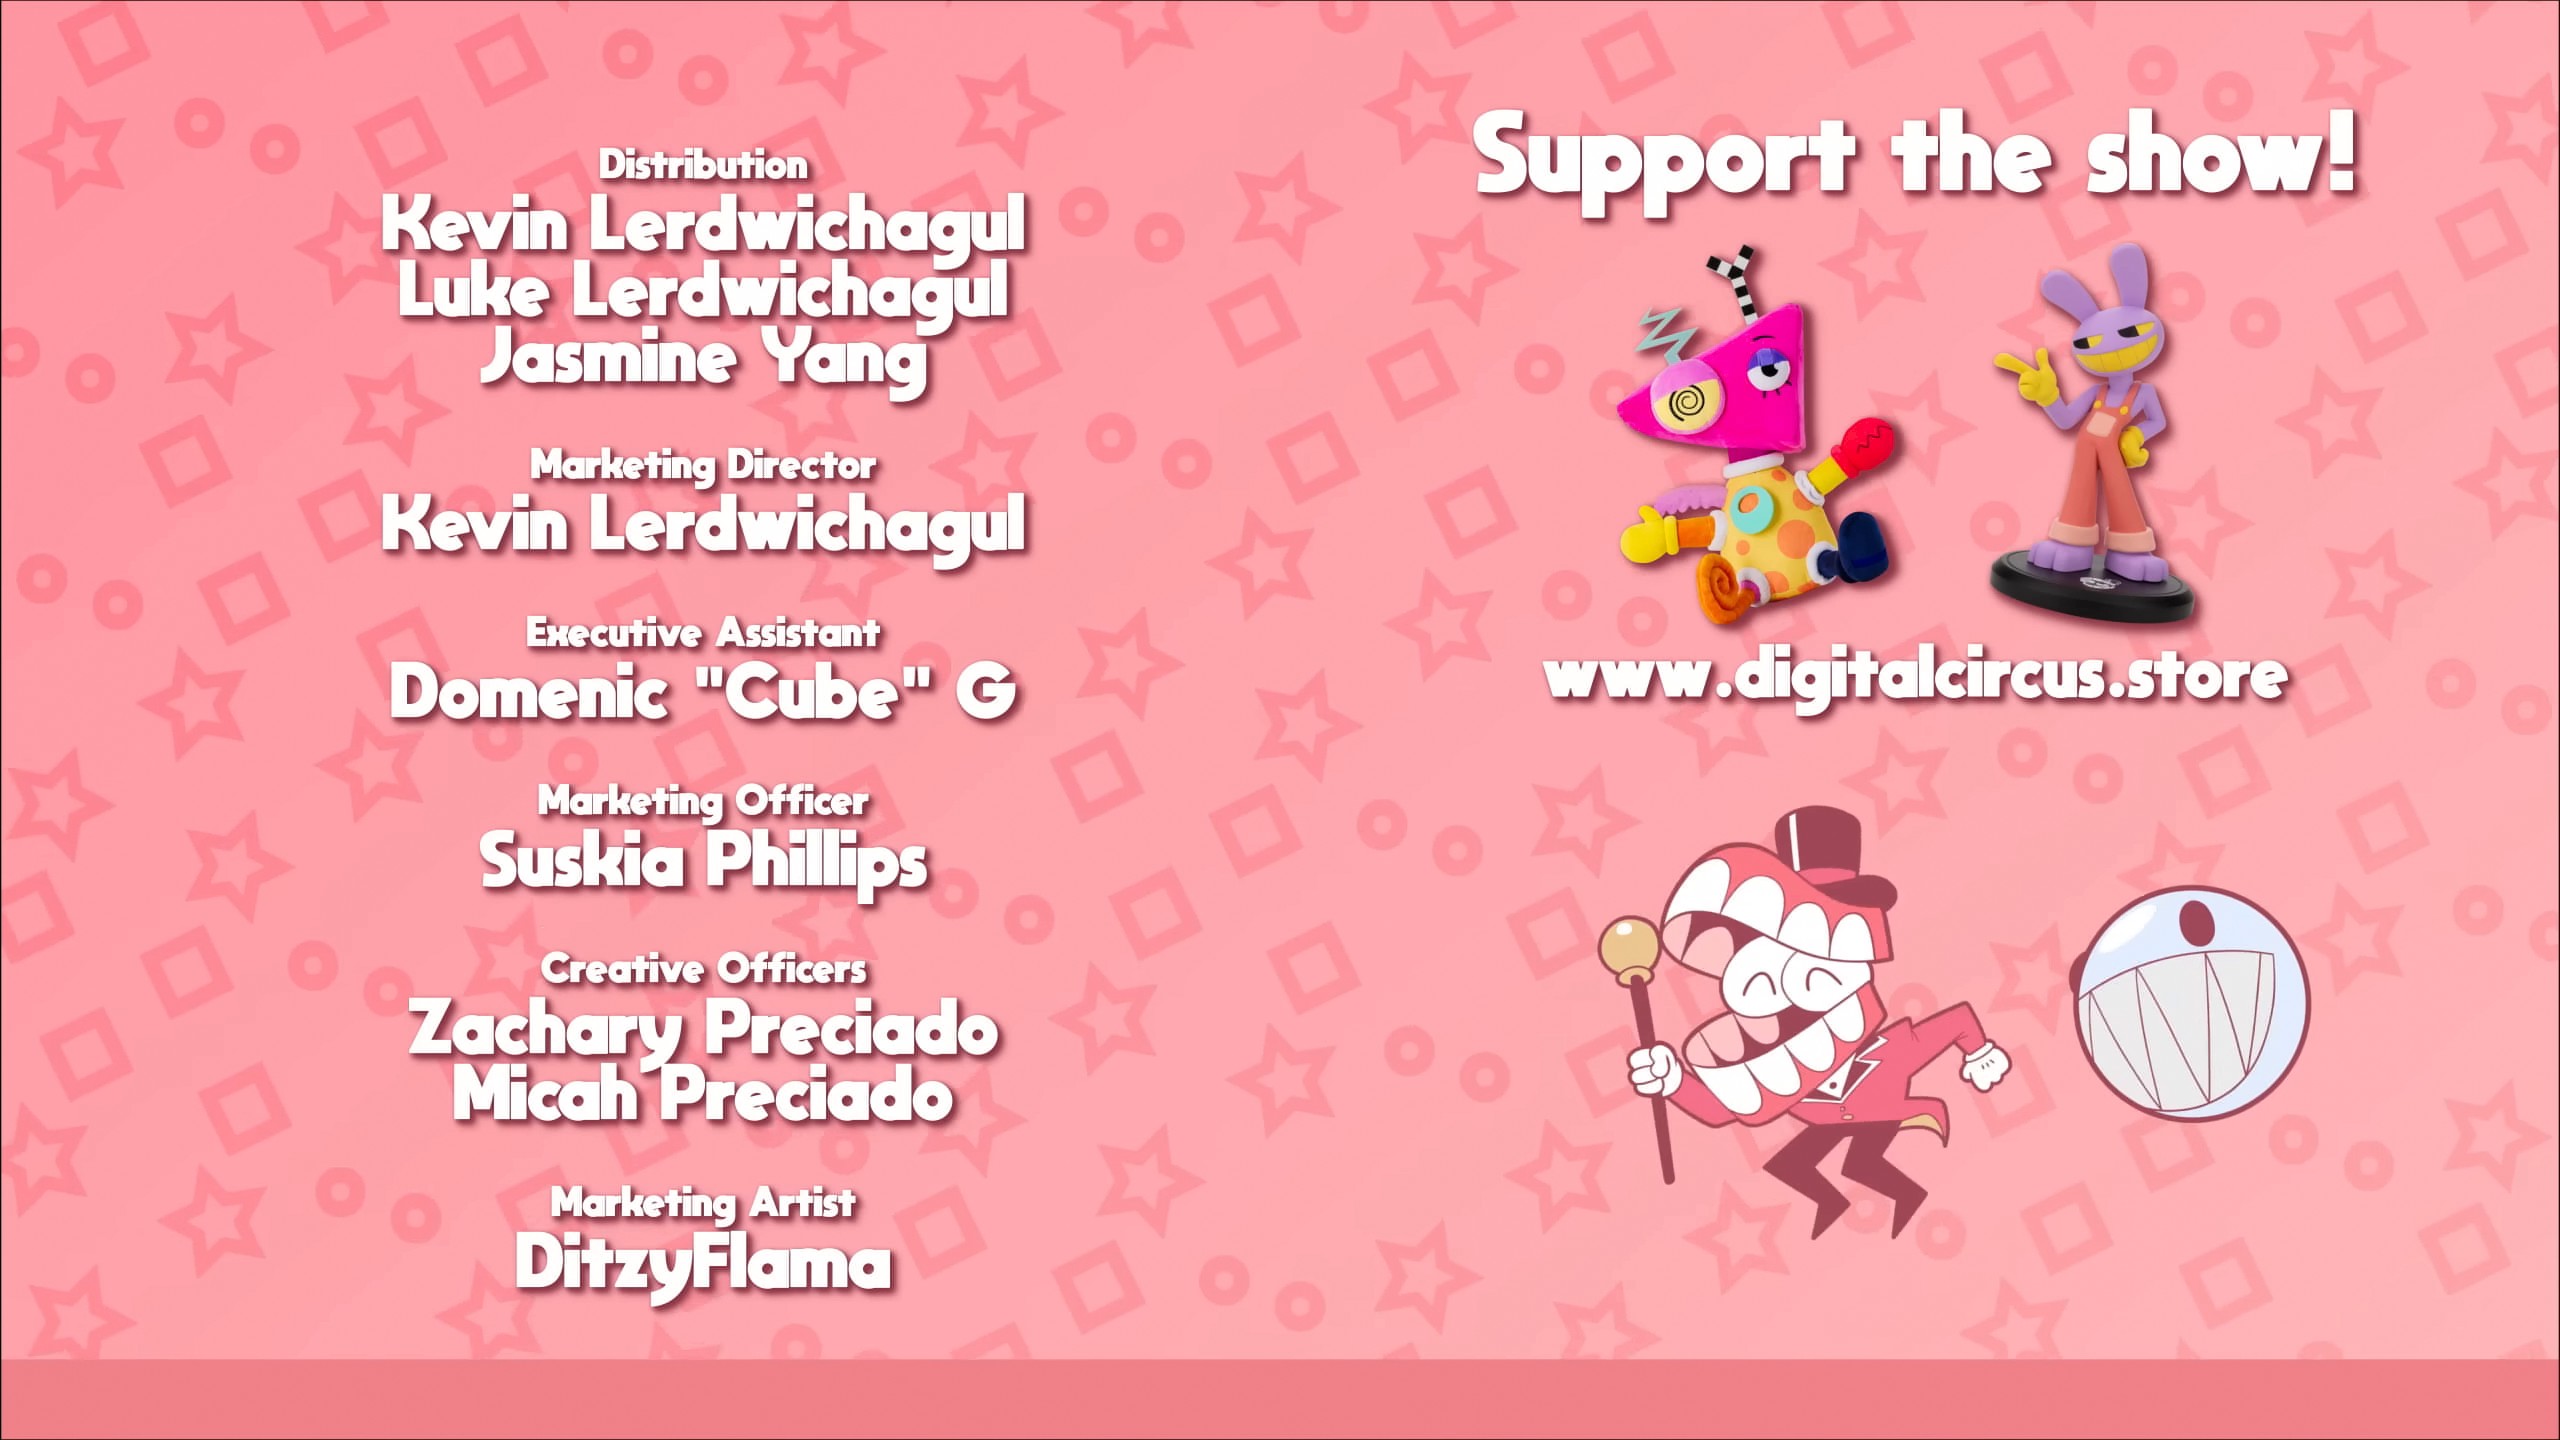 Distribution
Kevin Lerdwichagul
Luke Lerdwichagul
Jasmine Yang
Marketing Director
Kevin Lerdwichagul
Executive Assistant
Domenic "Cube" G
Marketing Officer
Suskia Phillips
Creative Officers
Zachary Preciado
Micah Preciado
Marketing Artist
DitzyFlama
Support the show!
www.digitalcircus.store